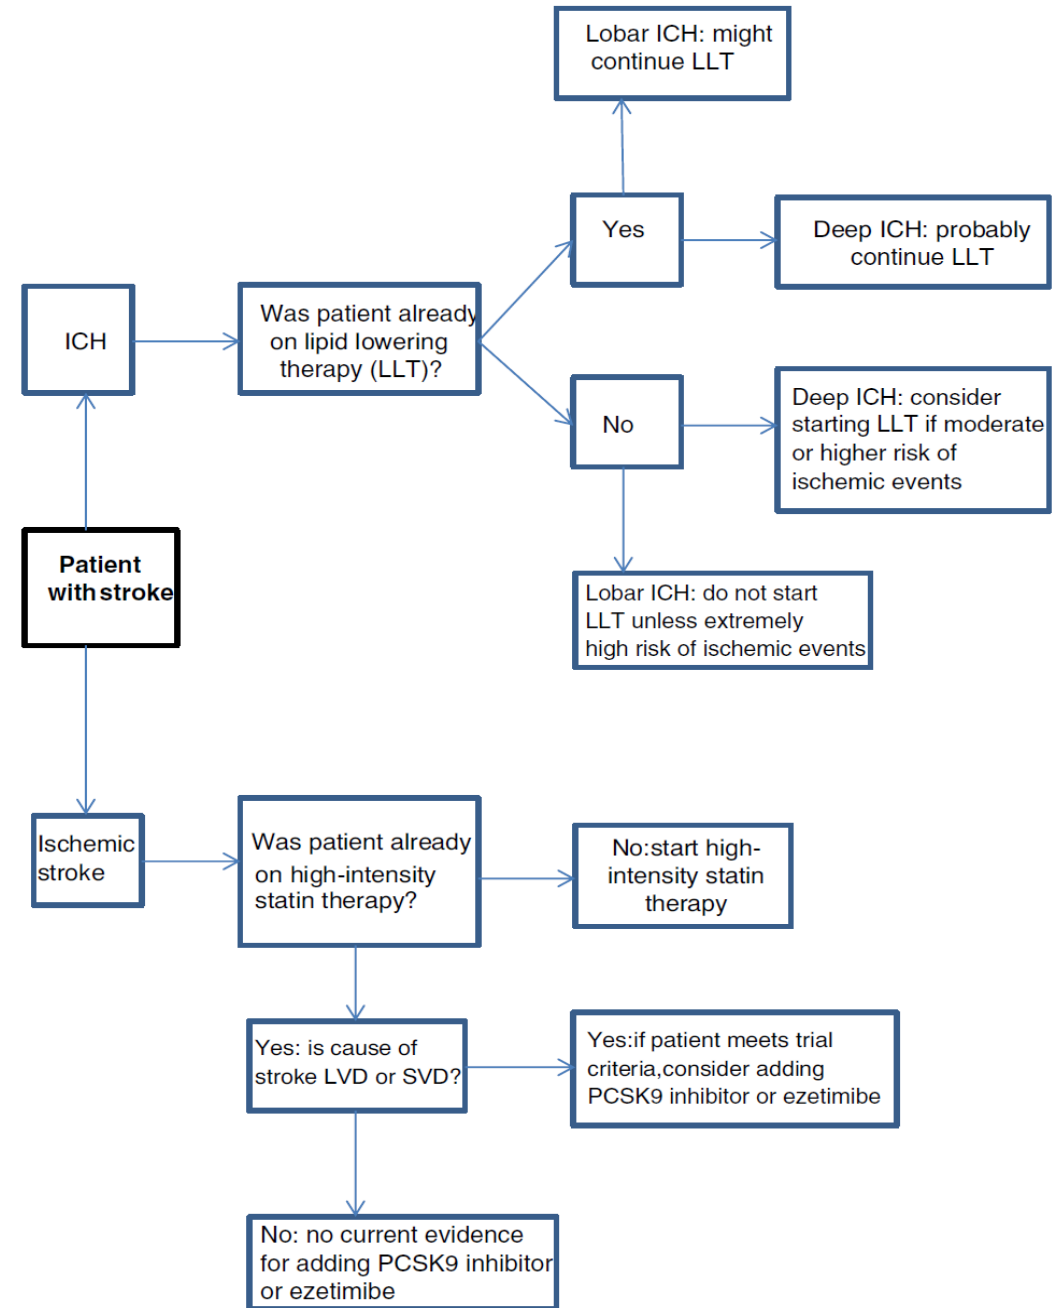 Lobar ICH: might
continue LLT
Yes
Deep ICH: probably
continue LLT
ICH
Was patient already
on lipid lowering
therapy (LLT)?
No
Deep ICH: consider
starting LLT if moderate
or higher risk of
ischemic events
Patient
with stroke
Lobar ICH: do not start
LLT unless extremely
high risk of ischemic events
Ischemic
stroke
Was patient already
on high-intensity
statin therapy?
No:start high-
intensity statin
therapy
Yes: is cause of
stroke LVD or SVD?
Yes:if patient meets trial
criteria,consider adding
PCSK9 inhibitor or ezetimibe
No: no current evidence
for adding PCSK9 inhibitor
or ezetimibe